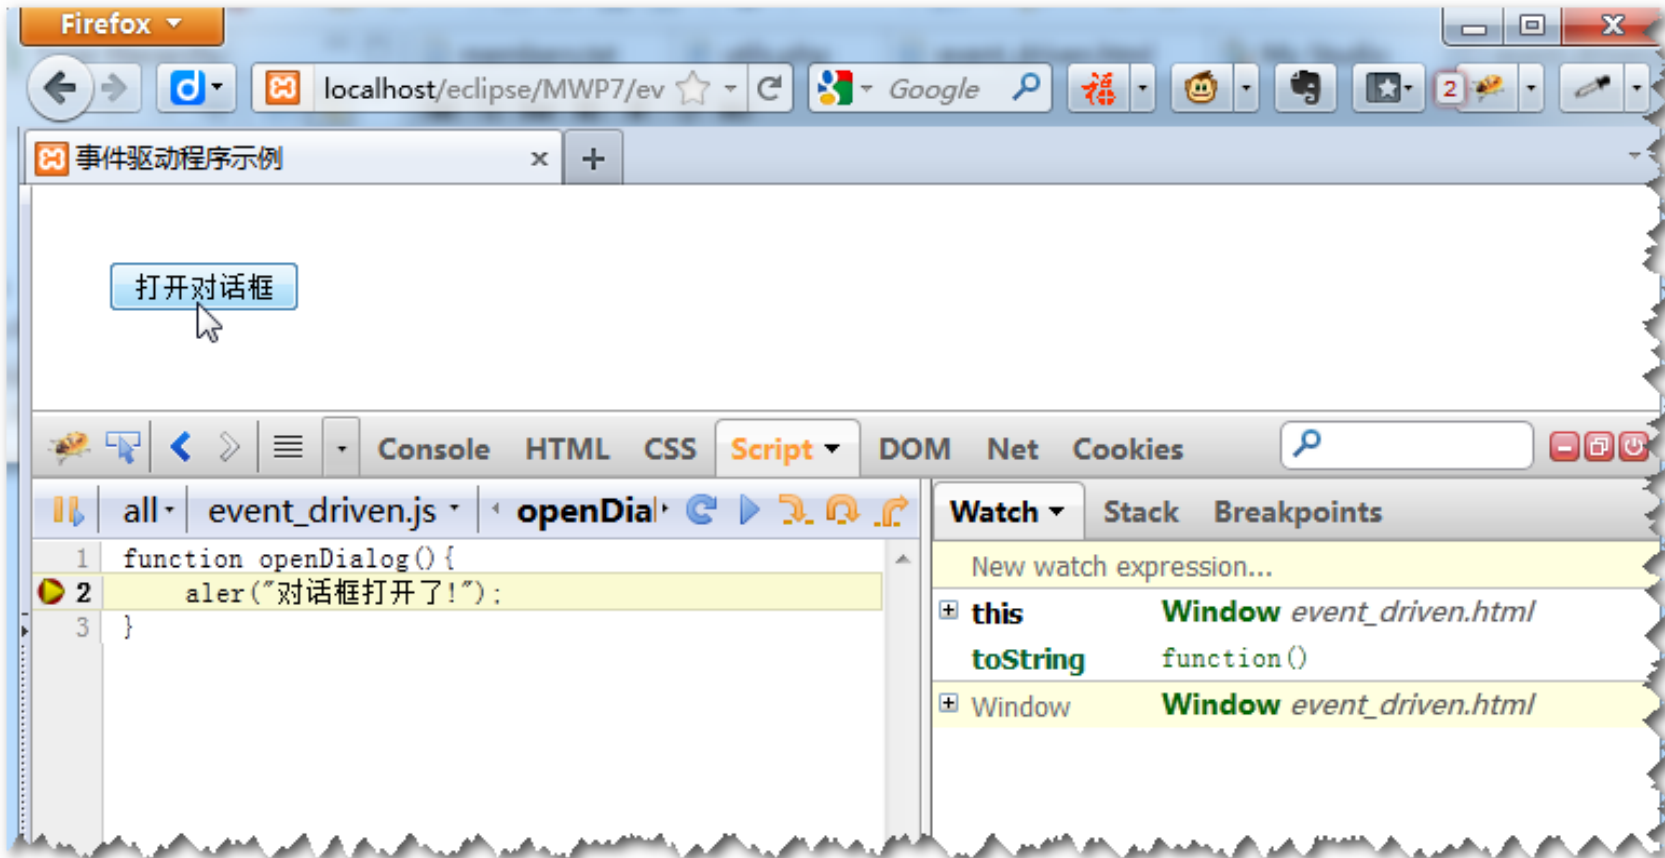 Firefox
localhost/eclipse/MWP7/ev
Google
福
2
事件驱动程序示例
打开对话框
Console HTML CSS Script DOM Net Cookies
all event_driven.js openDial
Watch Stack Breakpoints
1 function openDialog(){
2 aler("对话框打开了!");
3 }
New watch expression...
this Window event_driven.html
toString function()
Window Window event_driven.html